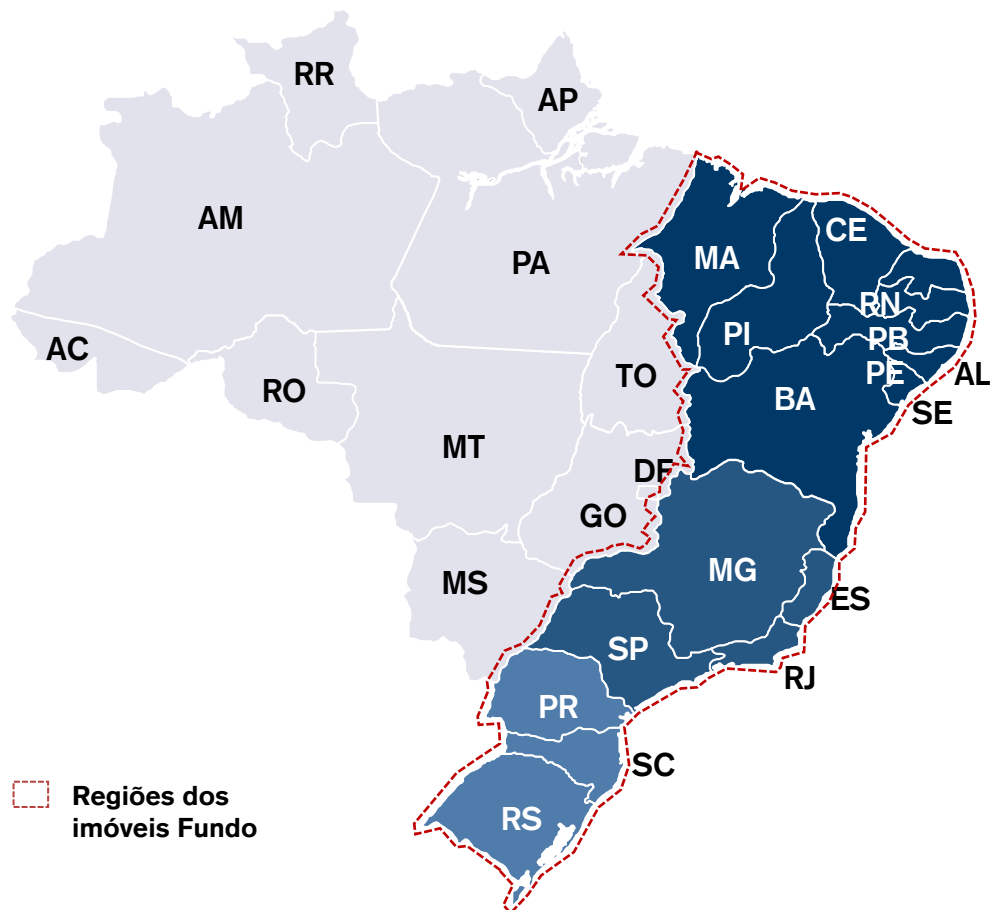 RR
AP
AM
CE
MA
PA
RN
PI
PB
AC
PE
AL
TO
RO
BA
SE
MT
DF
GO
MG
MS
ES
SP
RJ
PR
SC
RS
Regiões dos
imóveis Fundo